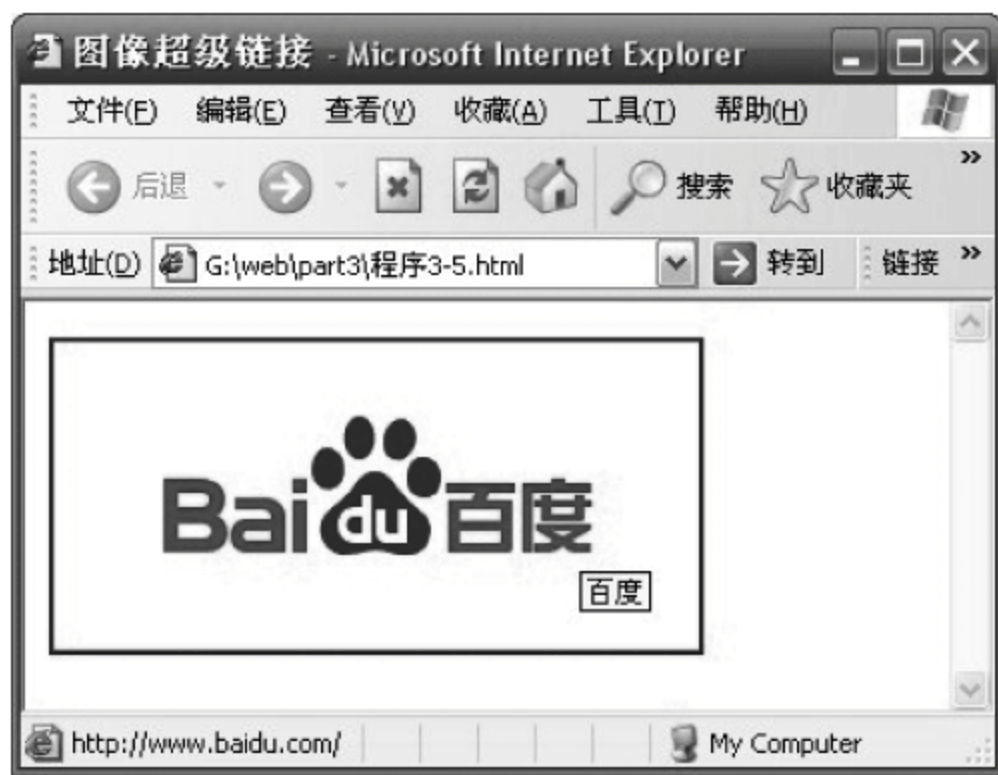 图像超级链接 - Microsoft Internet Explorer
文件(F) 编辑(E) 查看(V) 收藏(A) 工具(T) 帮助(H)
后退 搜索 收藏夹 »
地址(D) G:\web\part3\程序3-5.html 转到 链接 »
Bai du 百度
百度
http://www.baidu.com/ My Computer